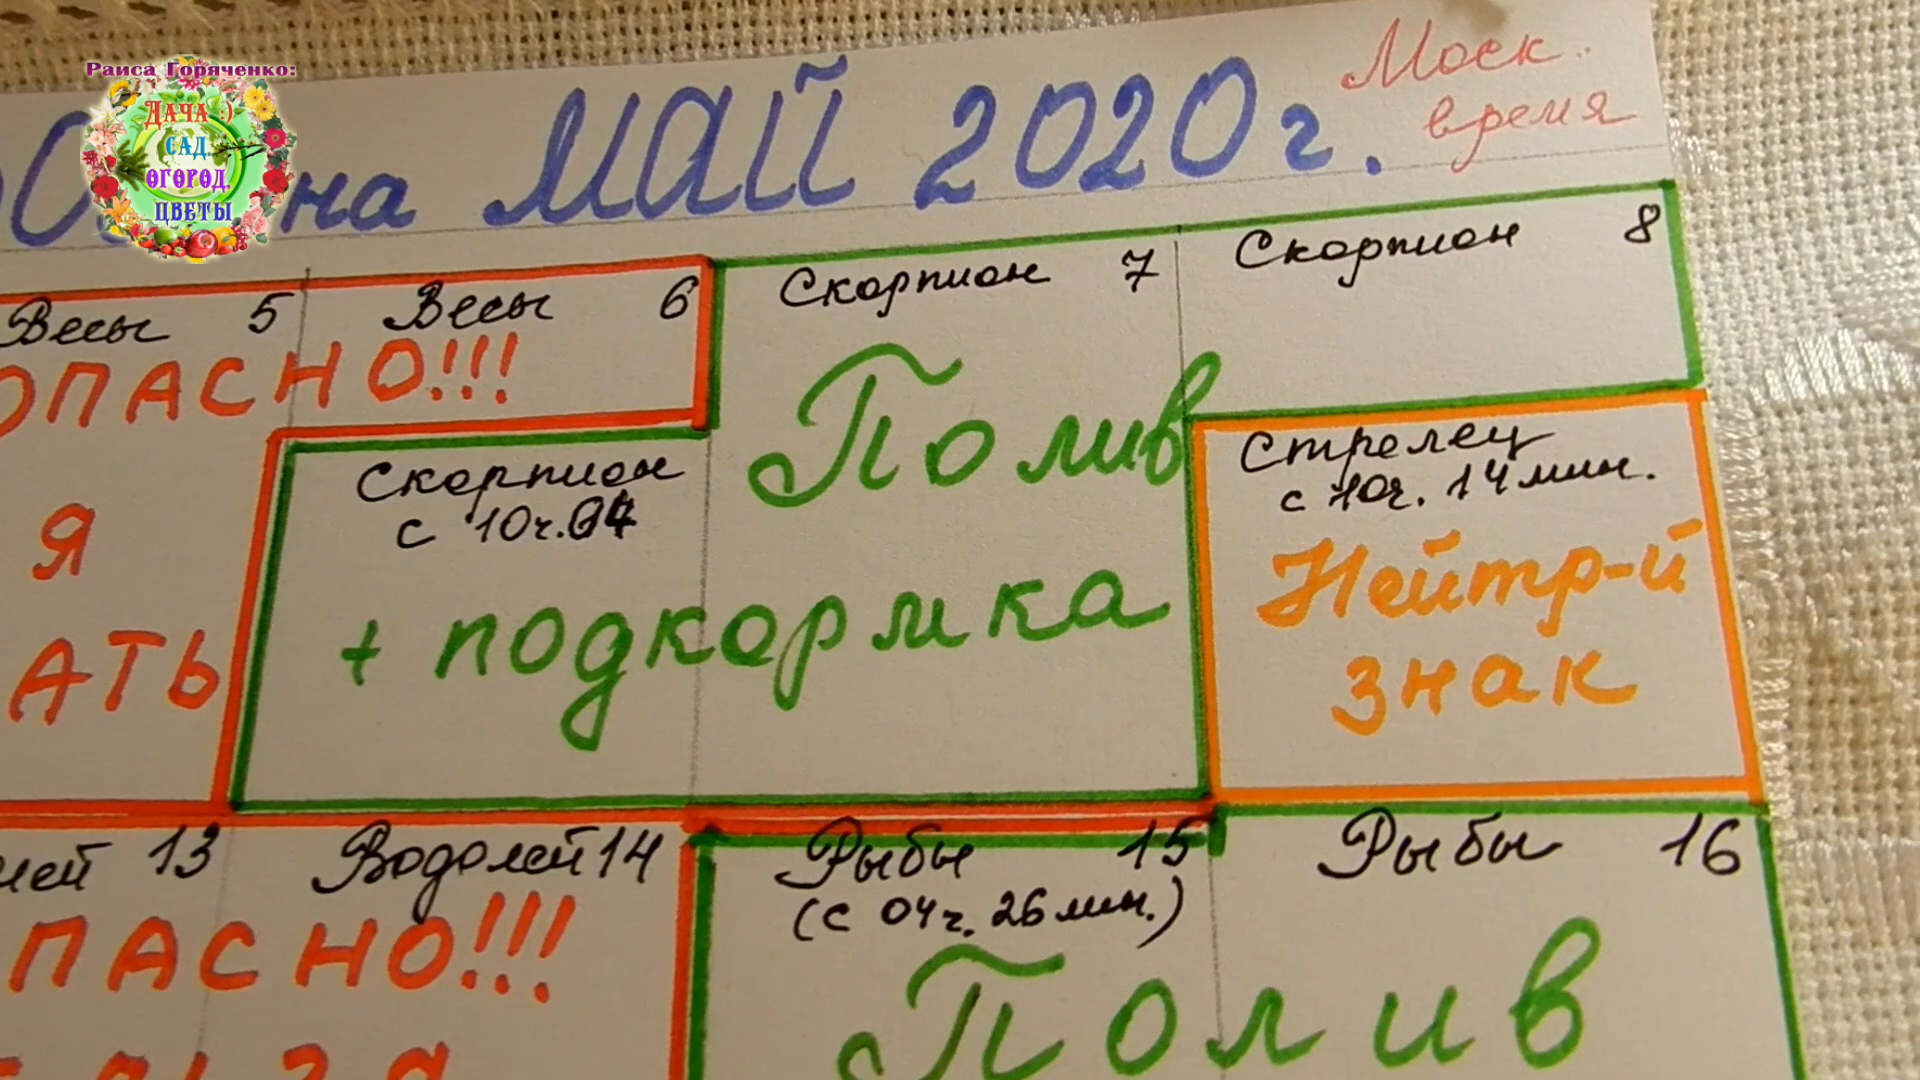 Раиса Горяченко:
Дача :)
сад,
огород,
цветы
на МАЙ 2020г.
Моск.
время
Весы 5
Весы 6
Скорпион 7
Скорпион 8
ОПАСНО!!!
Я
АТЬ
Скорпион
с 10ч.
Полив
+ подкормка
Стрелец
с 10ч. 14мин.
Нейтр-й
знак
лей 13
Водолей 14
Рыбы 15
(с 04ч. 26мин.)
Рыбы 16
ПАСНО!!!
Полив